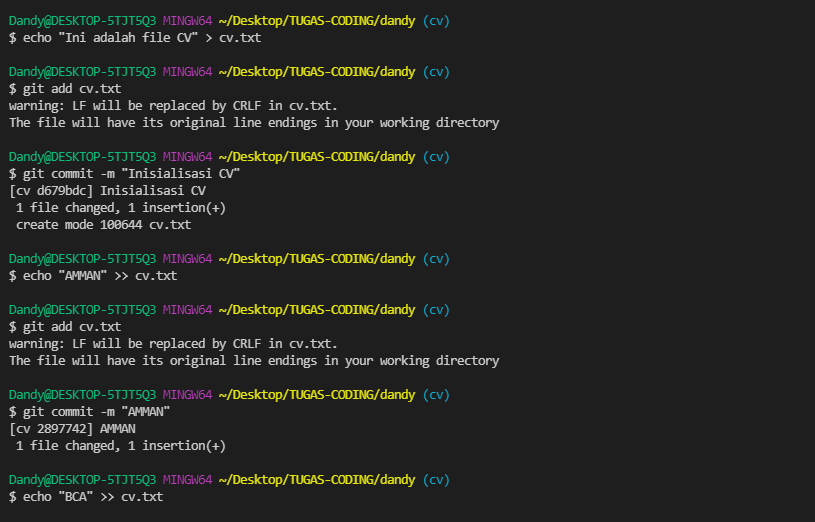 Dandy@DESKTOP-5TJT5Q3 MINGW64 ~/Desktop/TUGAS-CODING/dandy (cv)
$ echo "Ini adalah file CV" > cv.txt
Dandy@DESKTOP-5TJT5Q3 MINGW64 ~/Desktop/TUGAS-CODING/dandy (cv)
$ git add cv.txt
warning: LF will be replaced by CRLF in cv.txt.
The file will have its original line endings in your working directory
Dandy@DESKTOP-5TJT5Q3 MINGW64 ~/Desktop/TUGAS-CODING/dandy (cv)
$ git commit -m "Inisialisasi CV"
[cv d679bdc] Inisialisasi CV
 1 file changed, 1 insertion(+)
 create mode 100644 cv.txt
Dandy@DESKTOP-5TJT5Q3 MINGW64 ~/Desktop/TUGAS-CODING/dandy (cv)
$ echo "AMMAN" >> cv.txt
Dandy@DESKTOP-5TJT5Q3 MINGW64 ~/Desktop/TUGAS-CODING/dandy (cv)
$ git add cv.txt
warning: LF will be replaced by CRLF in cv.txt.
The file will have its original line endings in your working directory
Dandy@DESKTOP-5TJT5Q3 MINGW64 ~/Desktop/TUGAS-CODING/dandy (cv)
$ git commit -m "AMMAN"
[cv 2897742] AMMAN
 1 file changed, 1 insertion(+)
Dandy@DESKTOP-5TJT5Q3 MINGW64 ~/Desktop/TUGAS-CODING/dandy (cv)
$ echo "BCA" >> cv.txt